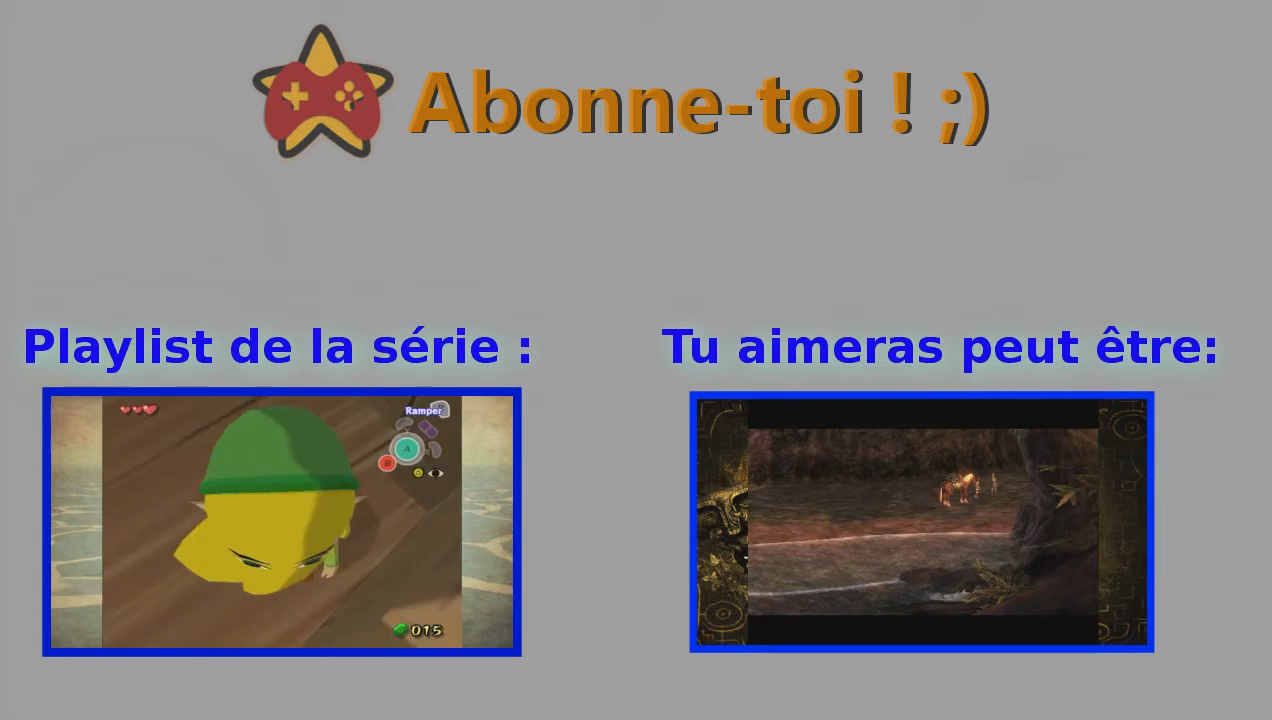 Abonne-toi ! ;)
Playlist de la série :
Tu aimeras peut être:
Ramper
A
B
015